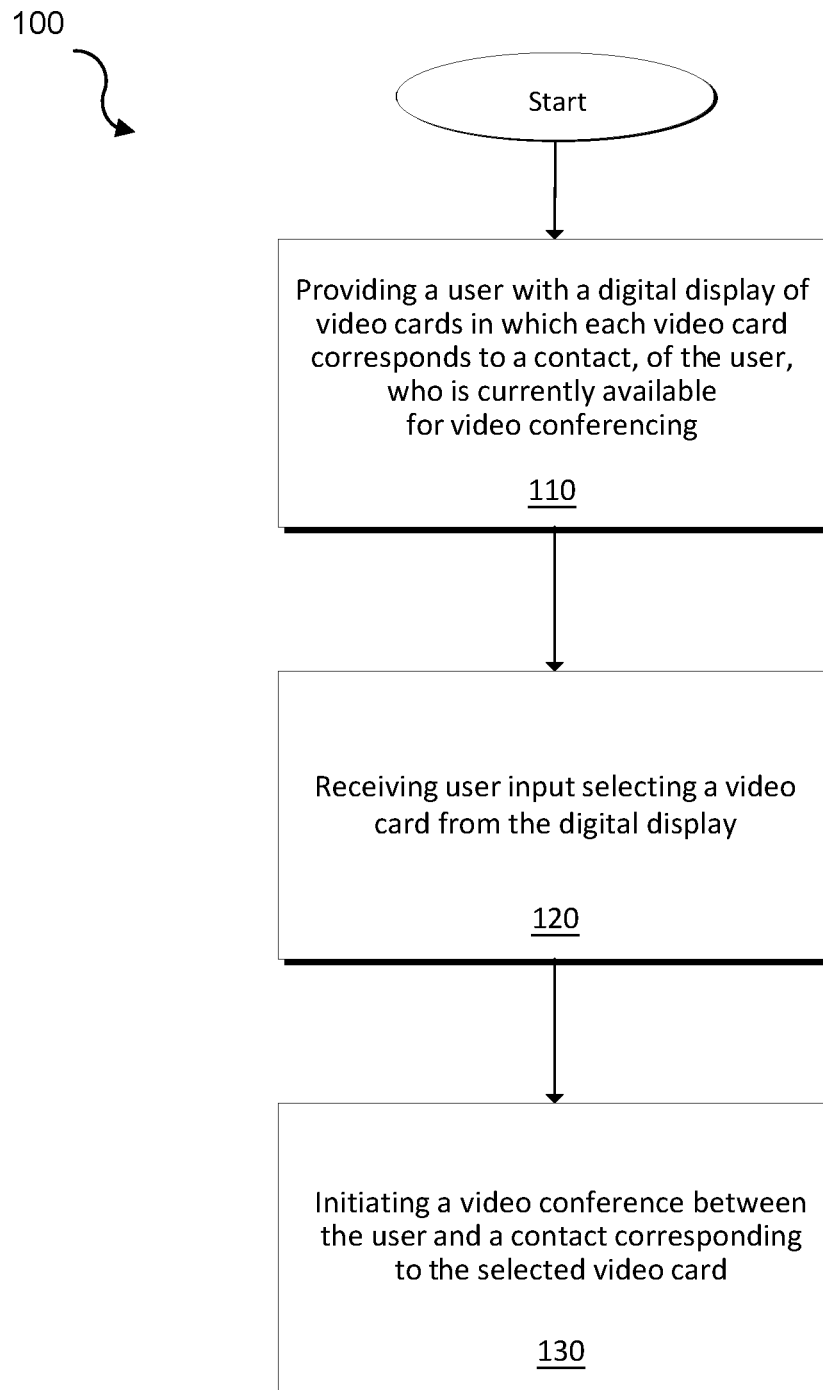 100
Start
Providing a user with a digital display of
video cards in which each video card
corresponds to a contact, of the user,
who is currently available
for video conferencing
110
Receiving user input selecting a video
card from the digital display
120
Initiating a video conference between
the user and a contact corresponding
to the selected video card
130